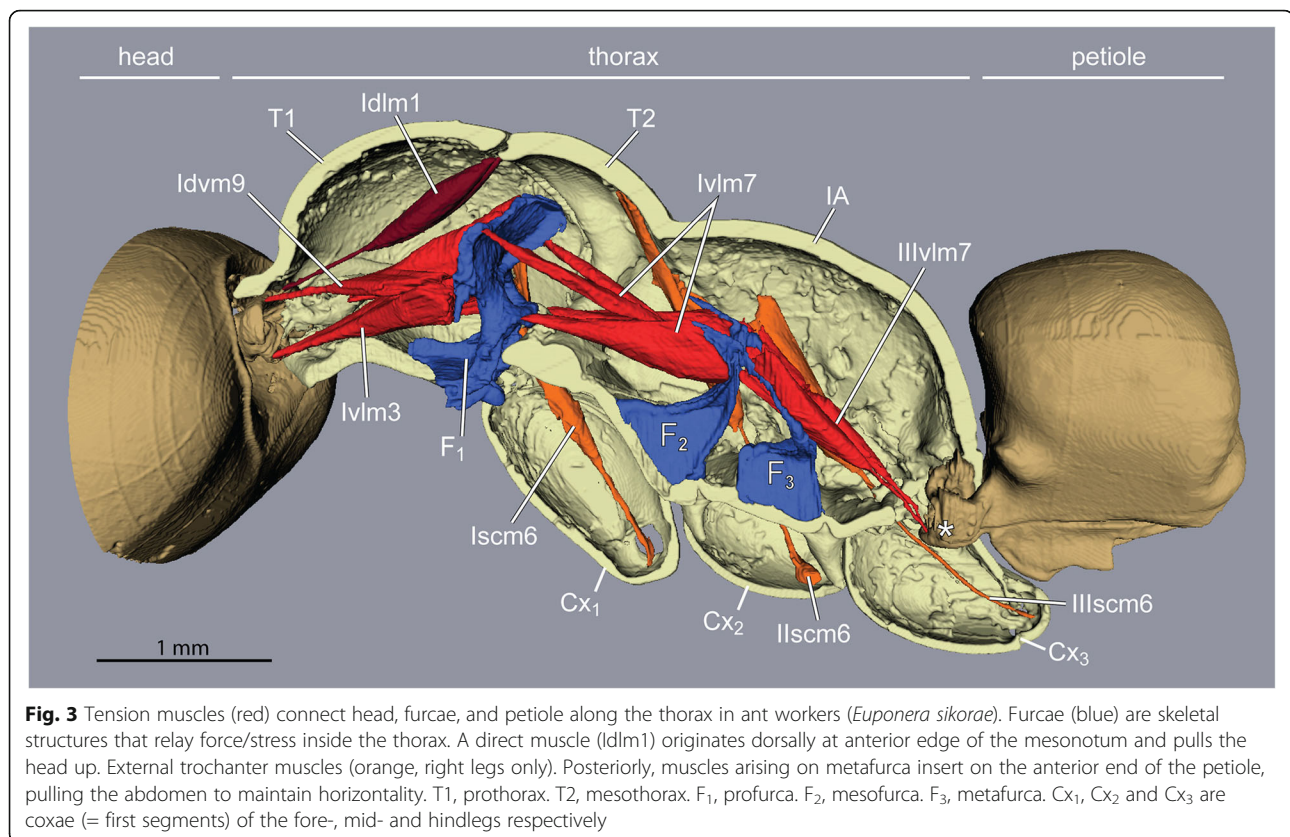 head thorax petiole
Idlm1
T1 T2
Idvm9 Ivlm7 IA
IIIvlm7
Ivlm3
F₁ F₂ F₃
*
Iscm6
Cx₁
Cx₂ IIscm6 IIIscm6
Cx₃
1 mm
Fig. 3 Tension muscles (red) connect head, furcae, and petiole along the thorax in ant workers (Euponera sikorae). Furcae (blue) are skeletal
structures that relay force/stress inside the thorax. A direct muscle (Idlm1) originates dorsally at anterior edge of the mesonotum and pulls the
head up. External trochanter muscles (orange, right legs only). Posteriorly, muscles arising on metafurca insert on the anterior end of the petiole,
pulling the abdomen to maintain horizontality. T1, prothorax. T2, mesothorax. F₁, profurca. F₂, mesofurca. F₃, metafurca. Cx₁, Cx₂ and Cx₃ are
coxae (= first segments) of the fore-, mid- and hindlegs respectively